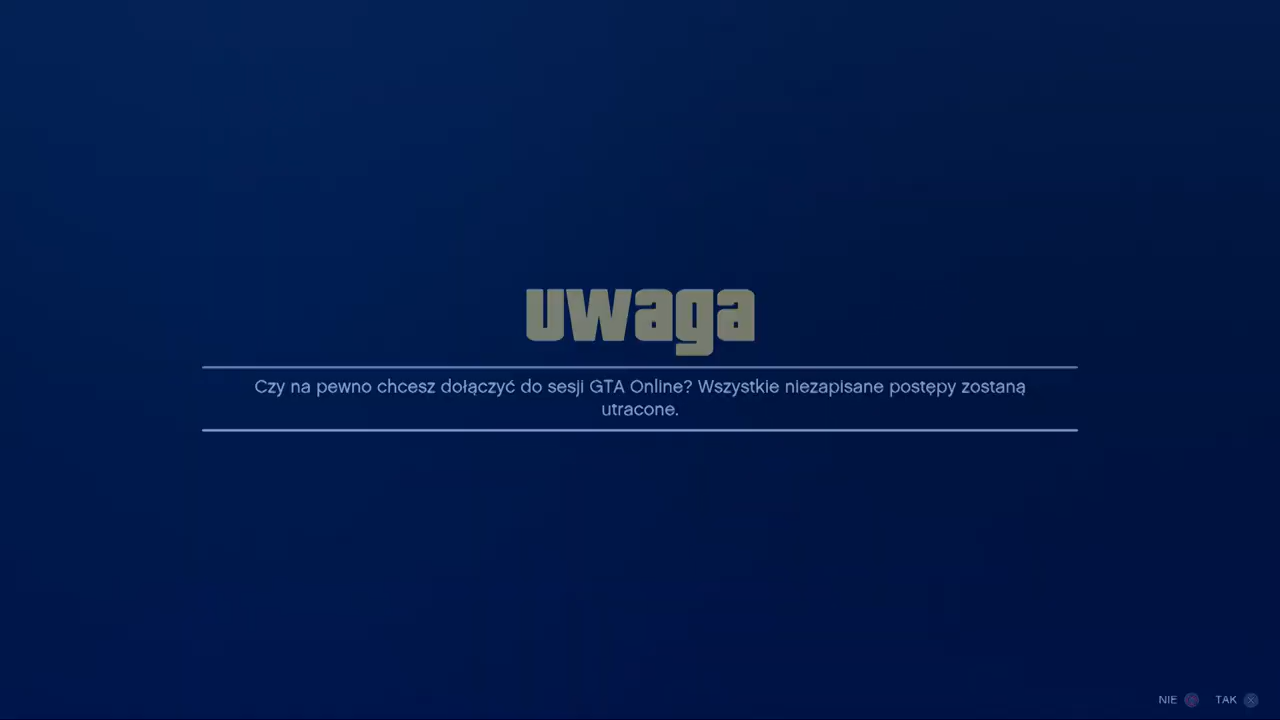 uwaga
Czy na pewno chcesz dołączyć do sesji GTA Online? Wszystkie niezapisane postępy zostaną
utracone.
NIE TAK